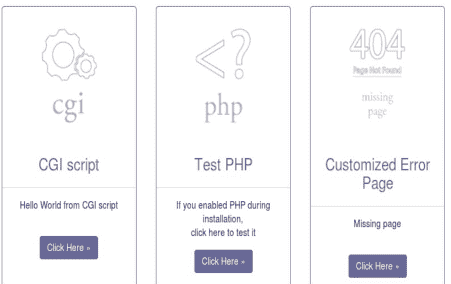 cgi
CGI script
Hello World from CGI script
Click Here »
<?
php
Test PHP
If you enabled PHP during
installation,
click here to test it
Click Here »
404
Page Not Found
missing
page
Customized Error
Page
Missing page
Click Here »